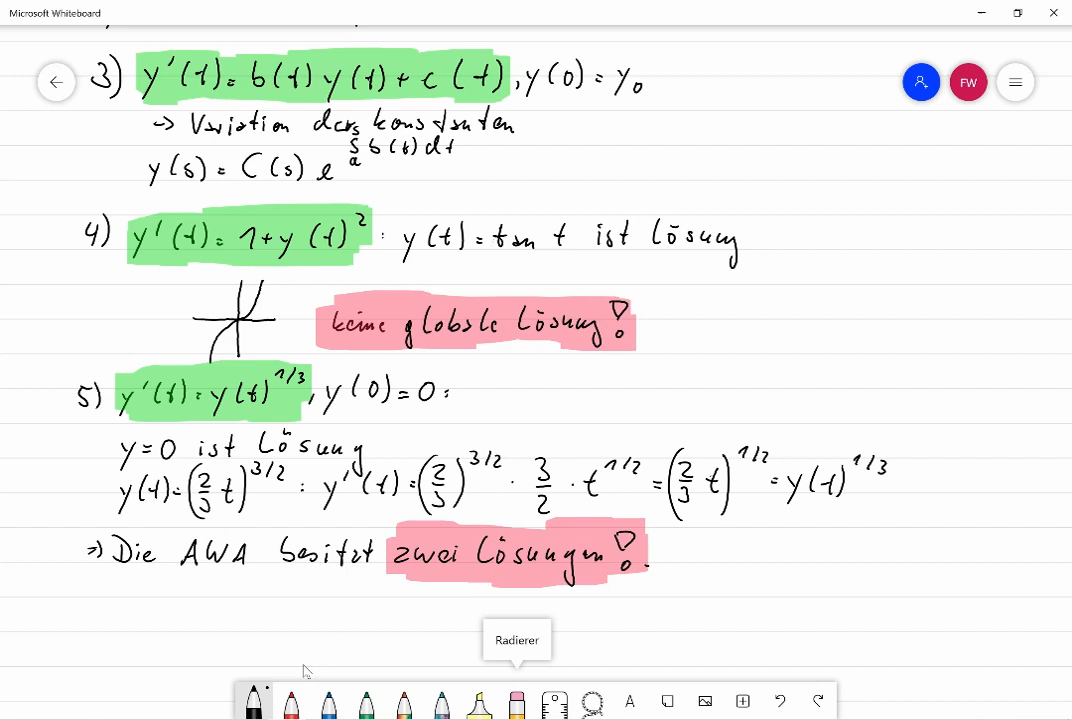 Microsoft Whiteboard
FW
3) y'(t) = b(t) y(t) + c(t), y(0) = y₀
→ Variation der Konstanten
y(s) = C(s) e^{∫ₐˢ b(t) dt}
4) y'(t) = 1 + y(t)² : y(t) = tan t ist Lösung
keine globale Lösung!
5) y'(t) = y(t)^{1/3}, y(0) = 0:
y = 0 ist Lösung
y(t) = (2/3 t)^{3/2} : y'(t) = (2/3)^{3/2} · 3/2 · t^{1/2} = (2/3 t)^{1/2} = y(t)^{1/3}
⇒ Die AWA besitzt zwei Lösungen!.
Radierer
A